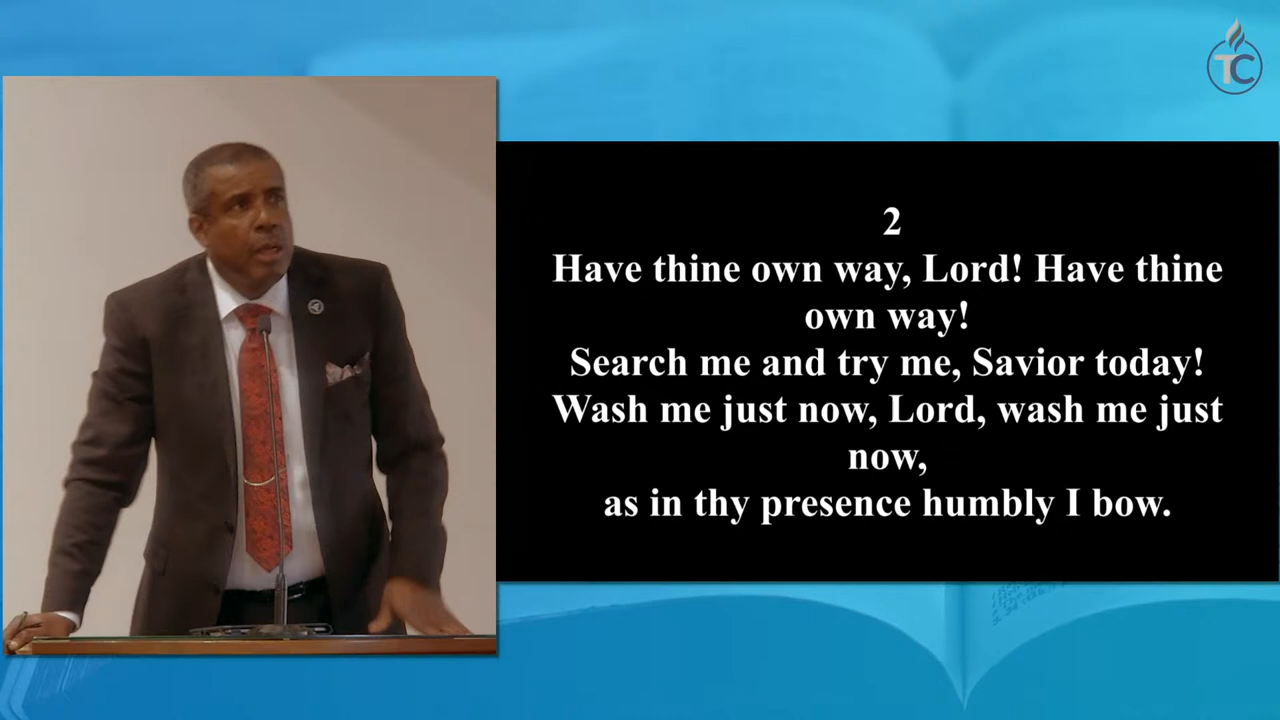 TC
2
Have thine own way, Lord! Have thine
own way!
Search me and try me, Savior today!
Wash me just now, Lord, wash me just
now,
as in thy presence humbly I bow.